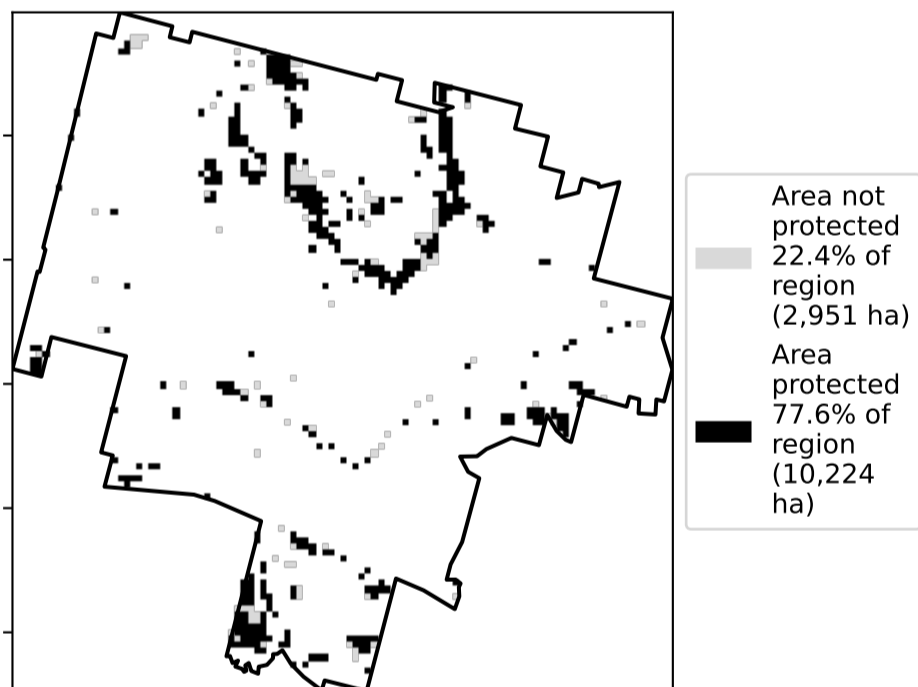 Area not
protected
22.4% of
region
(2,951 ha)
Area
protected
77.6% of
region
(10,224
ha)